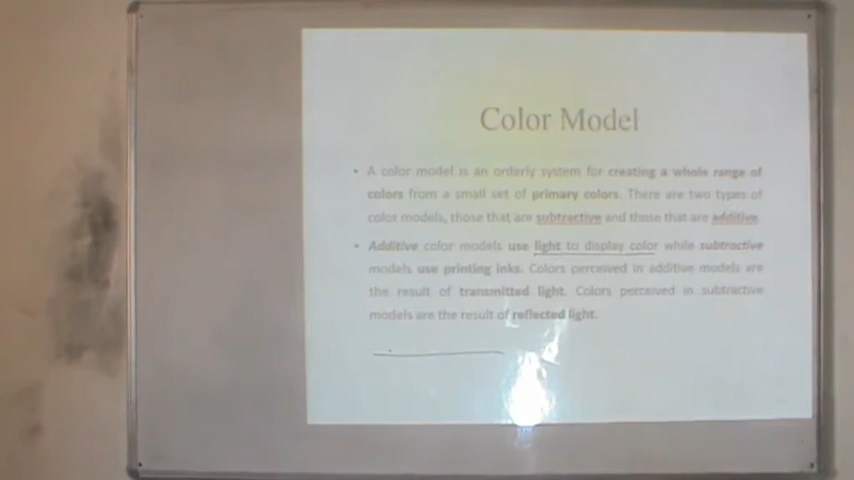 Color Model
• A color model is an orderly system for creating a whole range of
colors from a small set of primary colors. There are two types of
color models, those that are subtractive and those that are additive.
• Additive color models use light to display color while subtractive
models use printing inks. Colors perceived in additive models are
the result of transmitted light. Colors perceived in subtractive
models are the result of reflected light.